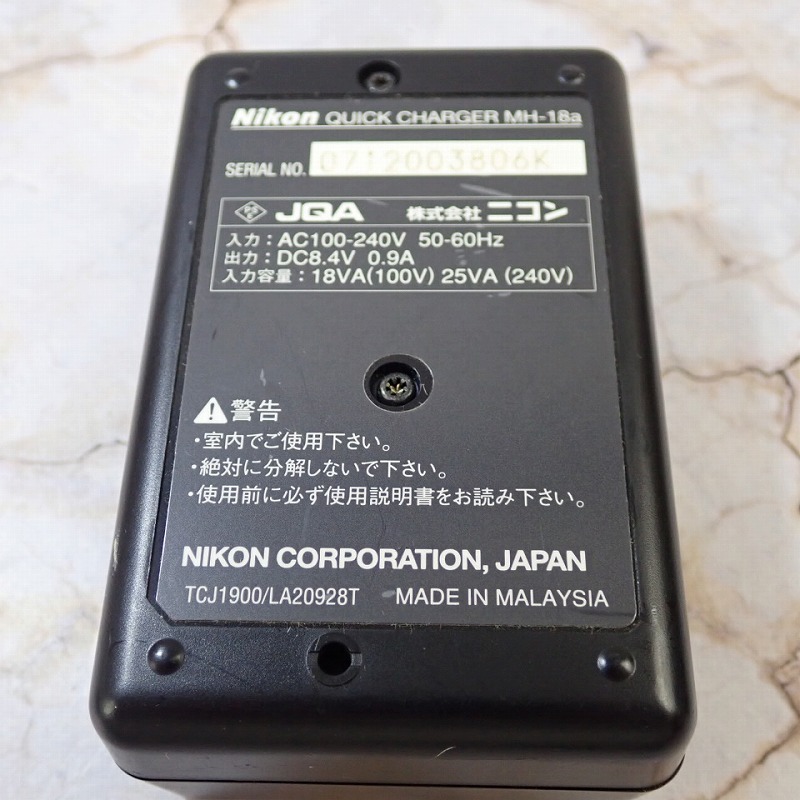 Nikon QUICK CHARGER MH-18a
SERIAL NO. 0712003806K
PS E JQA 株式会社 ニコン
入力：AC100-240V 50-60Hz
出力：DC8.4V 0.9A
入力容量：18VA(100V) 25VA (240V)
警告
・室内でご使用下さい。
・絶対に分解しないで下さい。
・使用前に必ず使用説明書をお読み下さい。
NIKON CORPORATION, JAPAN
TCJ1900/LA20928T MADE IN MALAYSIA